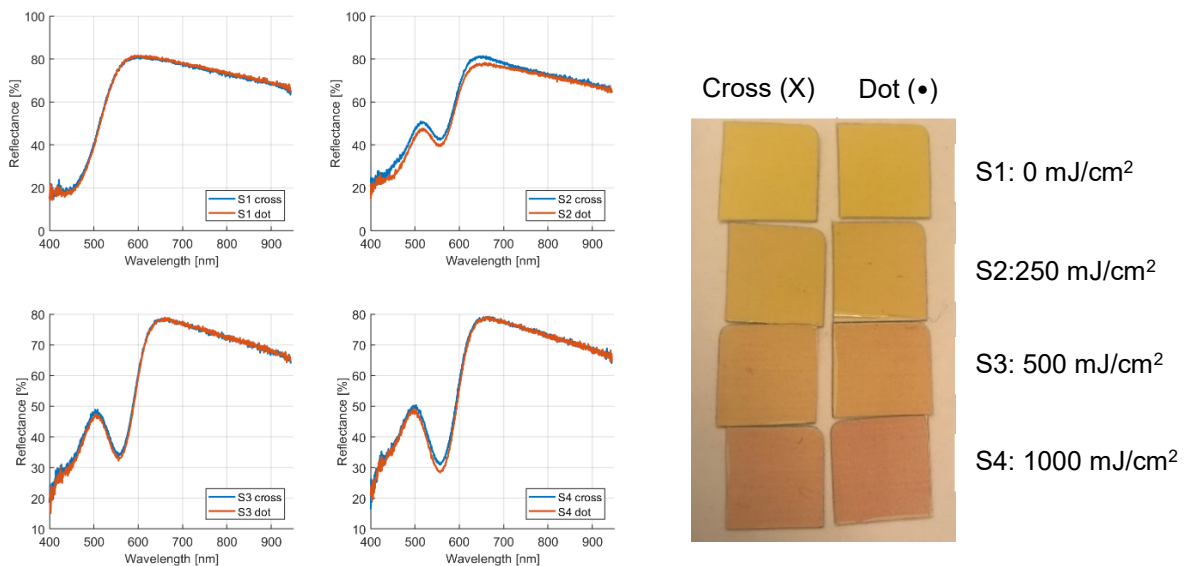 100
80
60
40
20
0
400 500 600 700 800 900
Reflectance [%]
Wavelength [nm]
S1 cross
S1 dot
100
80
60
40
20
0
400 500 600 700 800 900
Reflectance [%]
Wavelength [nm]
S2 cross
S2 dot
80
70
60
50
40
30
20
10
400 500 600 700 800 900
Reflectance [%]
Wavelength [nm]
S3 cross
S3 dot
80
70
60
50
40
30
20
10
400 500 600 700 800 900
Reflectance [%]
Wavelength [nm]
S4 cross
S4 dot
Cross (X) Dot (•)
S1: 0 mJ/cm²
S2:250 mJ/cm²
S3: 500 mJ/cm²
S4: 1000 mJ/cm²